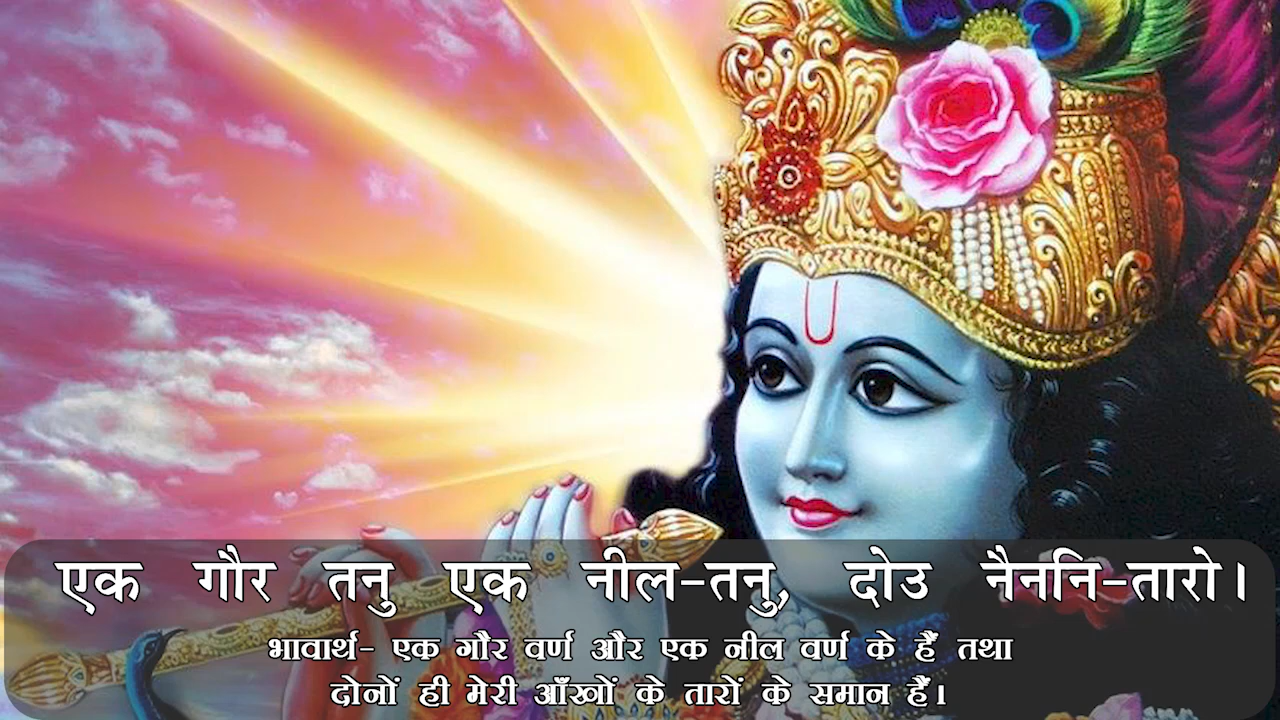 एक गौर तनु एक नील-तनु, दोउ नैननि-तारो।
भावार्थ- एक गौर वर्ण और एक नील वर्ण के हैं तथा
दोनों ही मेरी आँखों के तारों के समान हैं।